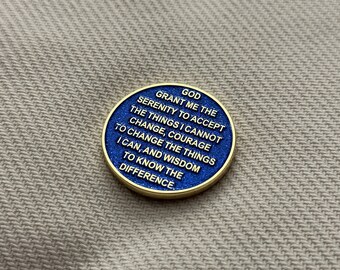 GOD
GRANT ME THE
SERENITY TO ACCEPT
THE THINGS I CANNOT
CHANGE, COURAGE
TO CHANGE THE THINGS
I CAN, AND WISDOM
TO KNOW THE
DIFFERENCE